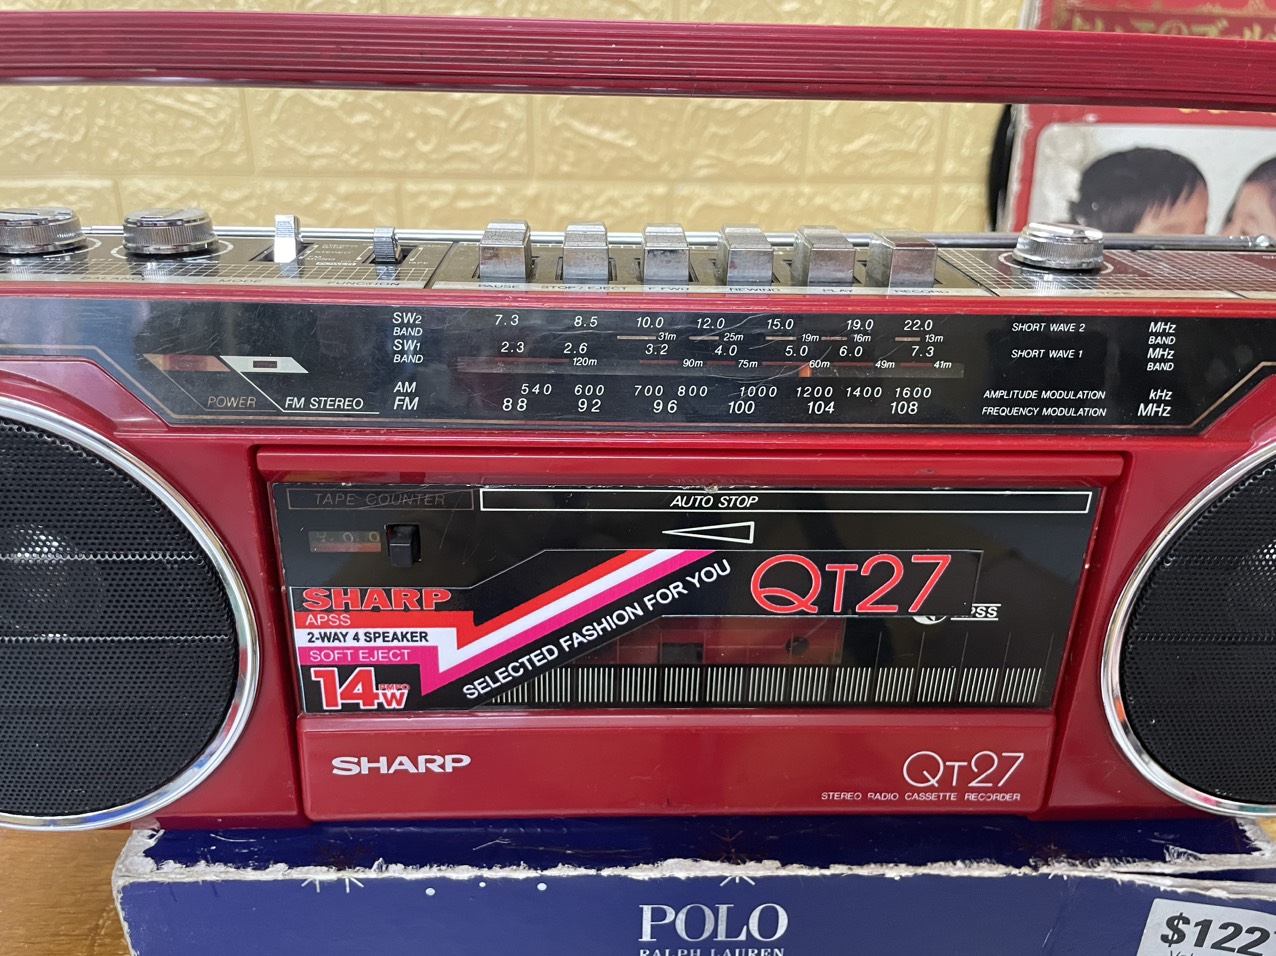 MODE
FUNCTION
PAUSE
STOP/EJECT
F.FWD
REWIND
PLAY
RECORD
SW2 BAND 7.3 8.5 10.0 12.0 15.0 19.0 22.0 SHORT WAVE 2 MHz BAND
31m 25m 19m 16m 13m
SW1 BAND 2.3 2.6 3.2 4.0 5.0 6.0 7.3 SHORT WAVE 1 MHz BAND
120m 90m 75m 60m 49m 41m
AM 540 600 700 800 1000 1200 1400 1600 AMPLITUDE MODULATION kHz
FM 88 92 96 100 104 108 FREQUENCY MODULATION MHz
POWER
FM STEREO
TAPE COUNTER
AUTO STOP
SHARP
APSS
2-WAY 4 SPEAKER
SOFT EJECT
14W PMPO
SELECTED FASHION FOR YOU
QT27
SHARP
QT27
STEREO RADIO CASSETTE RECORDER
POLO
RALPH LAUREN
$122